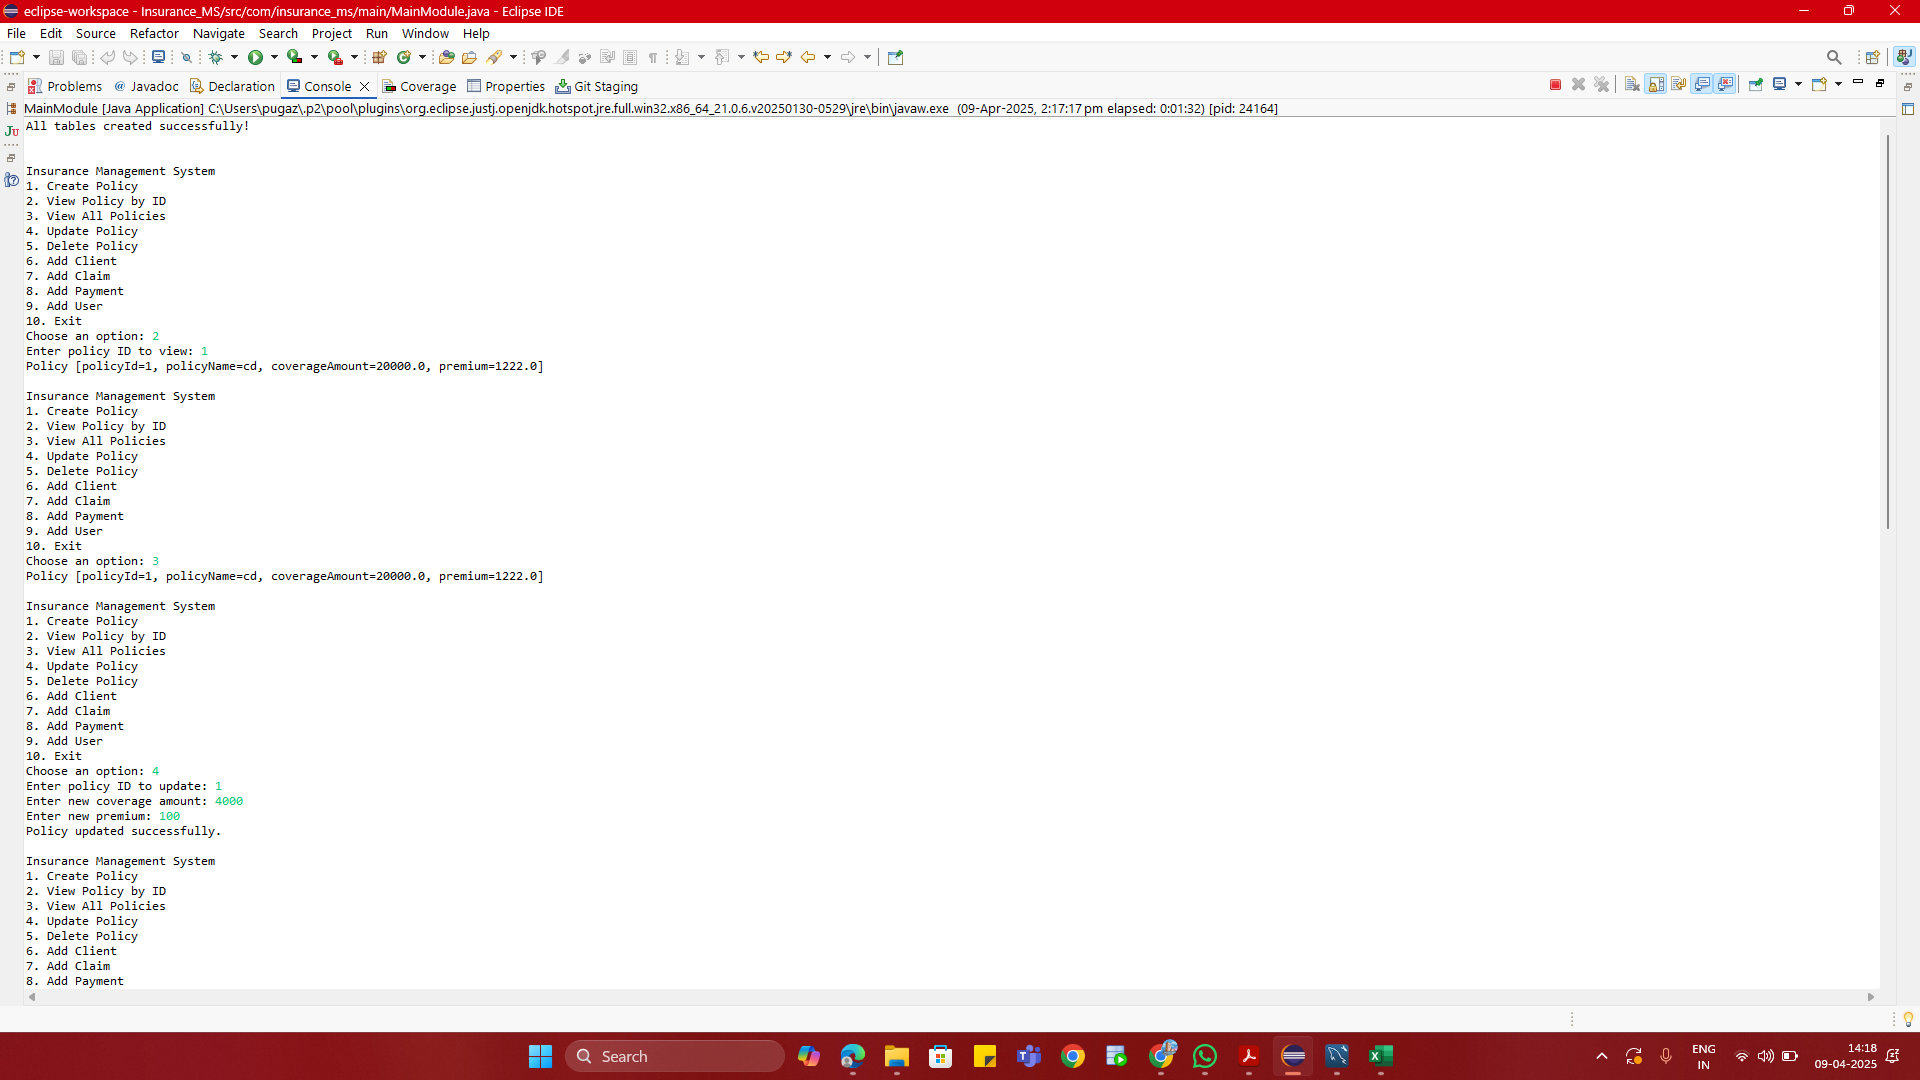 eclipse-workspace - Insurance_MS/src/com/insurance_ms/main/MainModule.java - Eclipse IDE
File Edit Source Refactor Navigate Search Project Run Window Help
Problems @ Javadoc Declaration Console Coverage Properties Git Staging
MainModule [Java Application] C:\Users\pugaz\.p2\pool\plugins\org.eclipse.justj.openjdk.hotspot.jre.full.win32.x86_64_21.0.6.v20250130-0529\jre\bin\javaw.exe (09-Apr-2025, 2:17:17 pm elapsed: 0:01:32) [pid: 24164]
All tables created successfully!
Insurance Management System
1. Create Policy
2. View Policy by ID
3. View All Policies
4. Update Policy
5. Delete Policy
6. Add Client
7. Add Claim
8. Add Payment
9. Add User
10. Exit
Choose an option: 2
Enter policy ID to view: 1
Policy [policyId=1, policyName=cd, coverageAmount=20000.0, premium=1222.0]
Insurance Management System
1. Create Policy
2. View Policy by ID
3. View All Policies
4. Update Policy
5. Delete Policy
6. Add Client
7. Add Claim
8. Add Payment
9. Add User
10. Exit
Choose an option: 3
Policy [policyId=1, policyName=cd, coverageAmount=20000.0, premium=1222.0]
Insurance Management System
1. Create Policy
2. View Policy by ID
3. View All Policies
4. Update Policy
5. Delete Policy
6. Add Client
7. Add Claim
8. Add Payment
9. Add User
10. Exit
Choose an option: 4
Enter policy ID to update: 1
Enter new coverage amount: 4000
Enter new premium: 100
Policy updated successfully.
Insurance Management System
1. Create Policy
2. View Policy by ID
3. View All Policies
4. Update Policy
5. Delete Policy
6. Add Client
7. Add Claim
8. Add Payment
Search
ENG
IN
14:18
09-04-2025